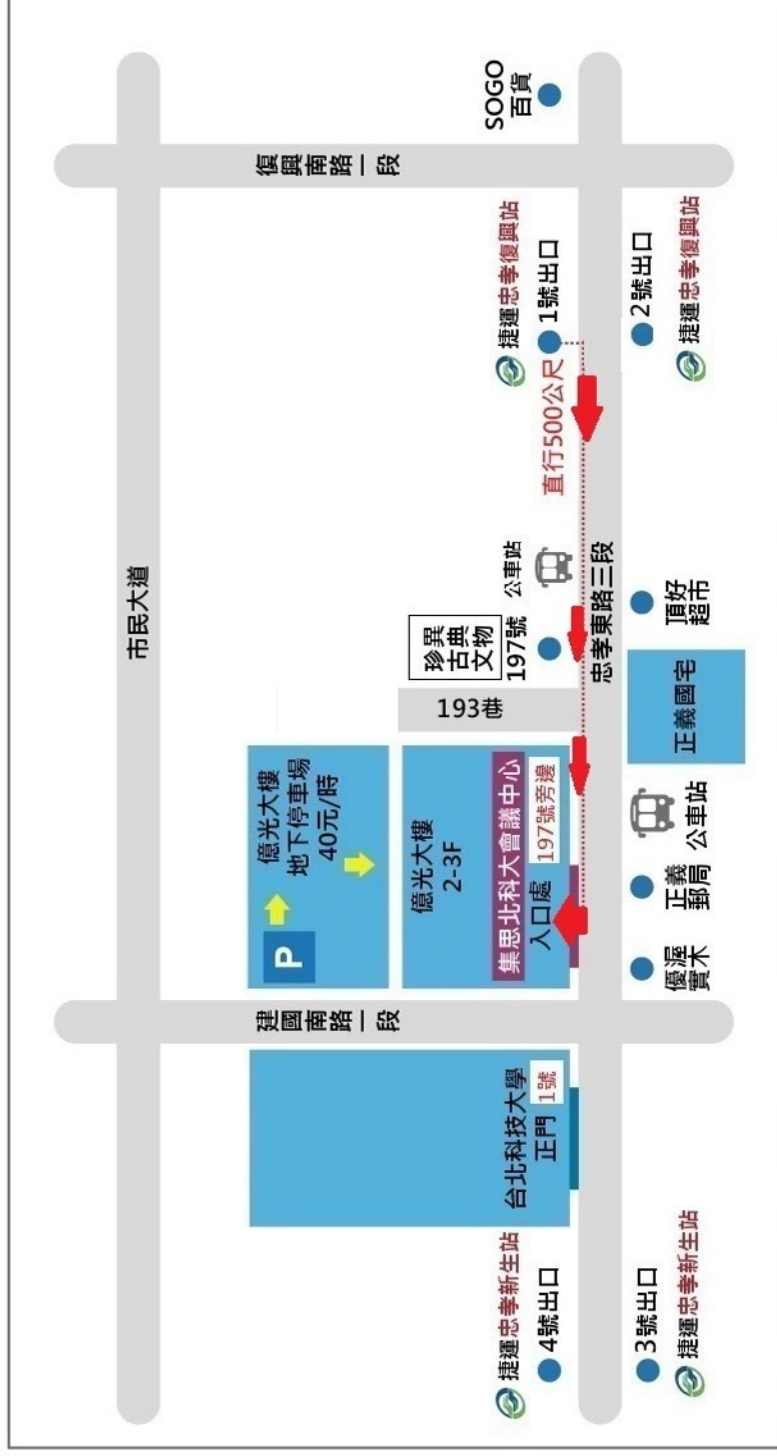 市民大道
建國南路一段
復興南路一段
P
億光大樓
地下停車場
40元/時
億光大樓
2-3F
集思北科大會議中心
入口處
197號旁邊
193巷
珍異
古典
文物
197號
公車站
直行500公尺
捷運忠孝復興站
1號出口
SOGO
百貨
台北科技大學
正門
1號
捷運忠孝新生站
4號出口
忠孝東路三段
3號出口
捷運忠孝新生站
優渥
實木
正義
郵局
公車站
正義國宅
頂好
超市
2號出口
捷運忠孝復興站